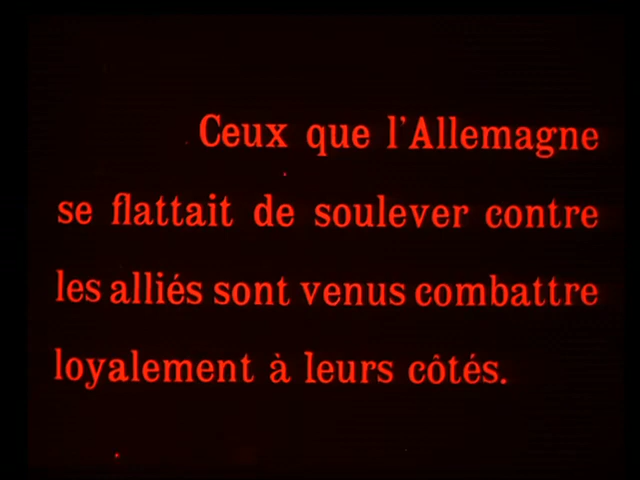 Ceux que l'Allemagne
se flattait de soulever contre
les alliés sont venus combattre
loyalement à leurs côtés.